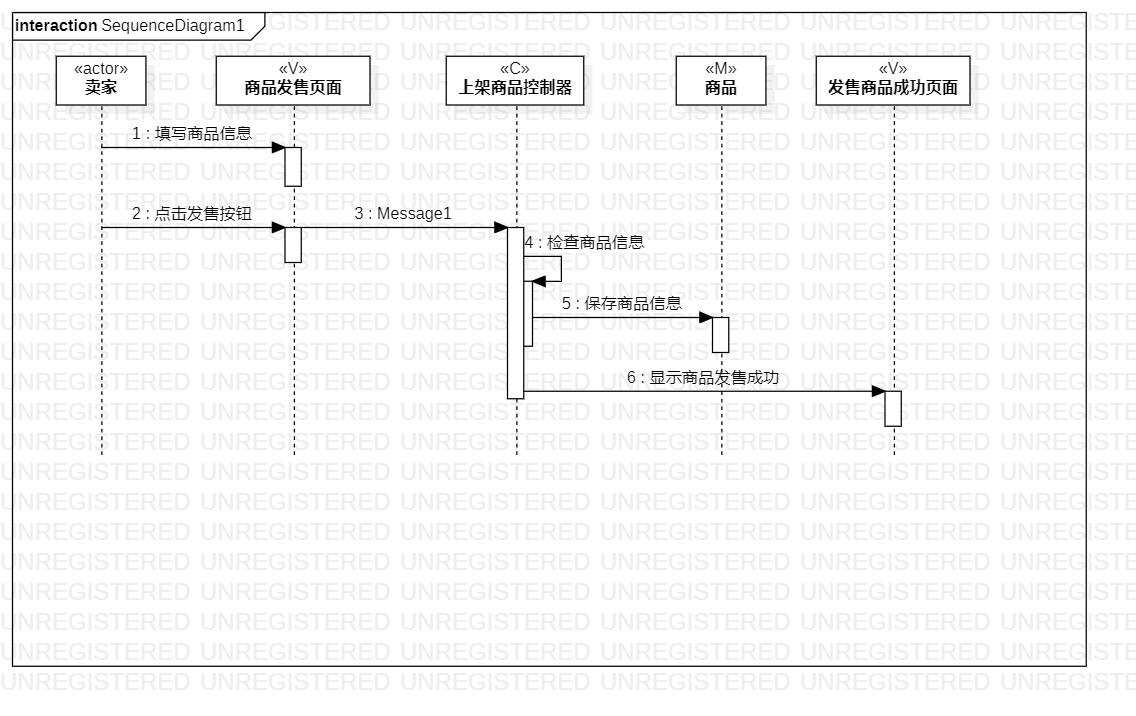 interaction SequenceDiagram1
«actor»
卖家
«V»
商品发售页面
«C»
上架商品控制器
«M»
商品
«V»
发售商品成功页面
1 : 填写商品信息
2 : 点击发售按钮
3 : Message1
4 : 检查商品信息
5 : 保存商品信息
6 : 显示商品发售成功
UNREGISTERED UNREGISTERED UNREGISTERED UNREGISTERED UNREGISTERED UNREGISTERED